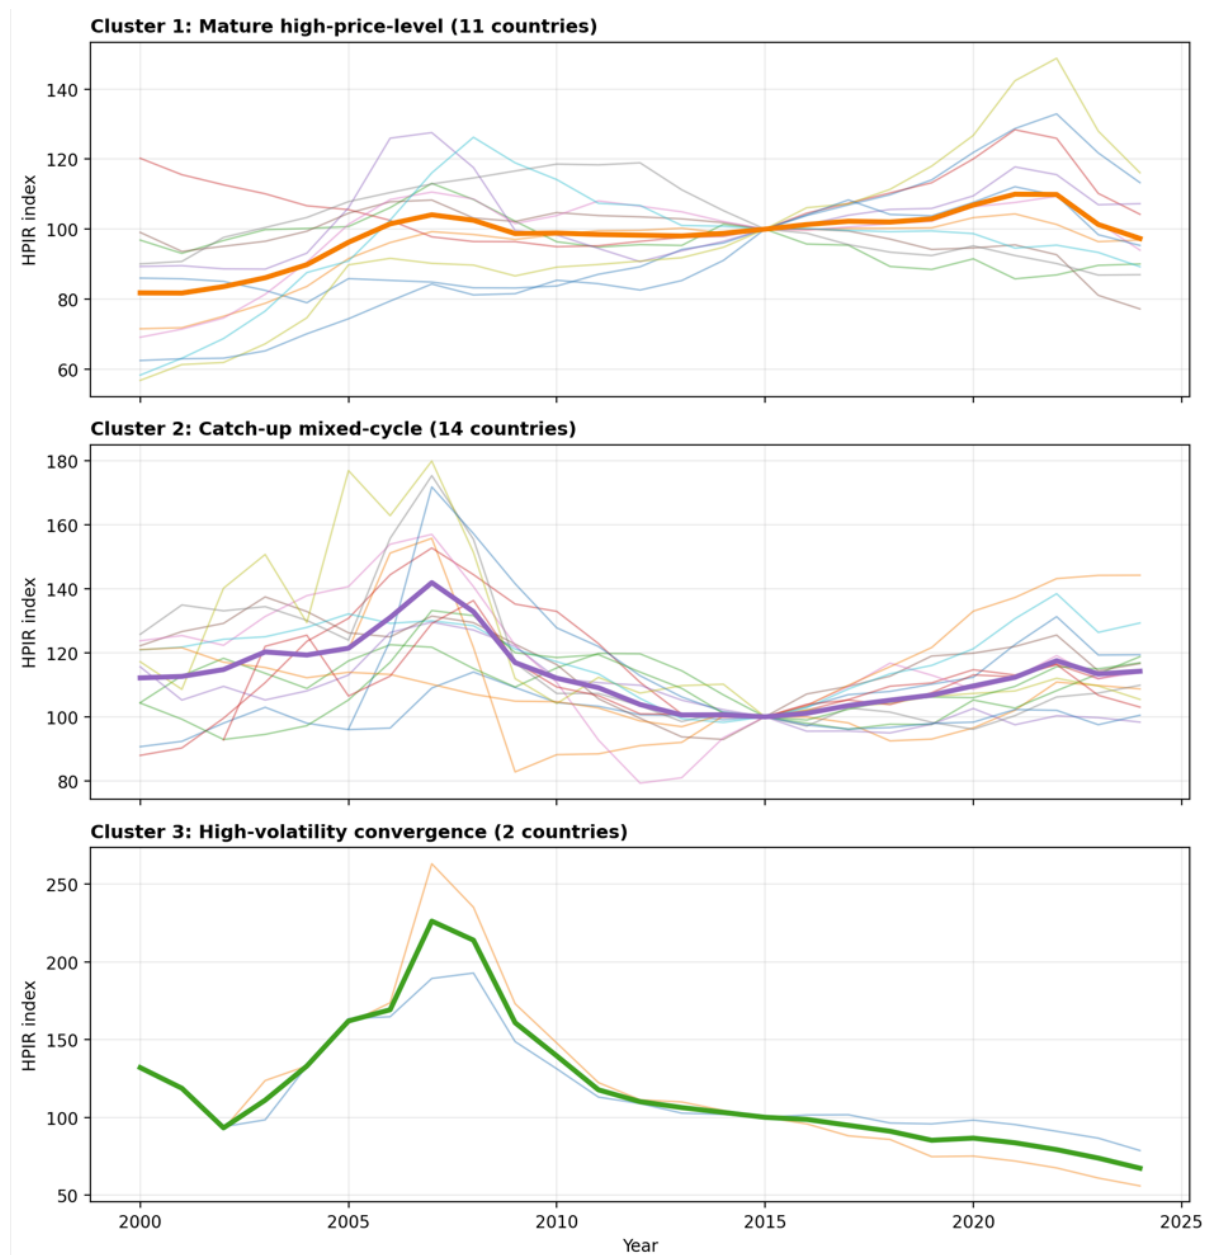 Cluster 1: Mature high-price-level (11 countries)
140
120
100
80
60
HPIR index
Cluster 2: Catch-up mixed-cycle (14 countries)
180
160
140
120
100
80
HPIR index
Cluster 3: High-volatility convergence (2 countries)
250
200
150
100
50
HPIR index
2000 2005 2010 2015 2020 2025
Year